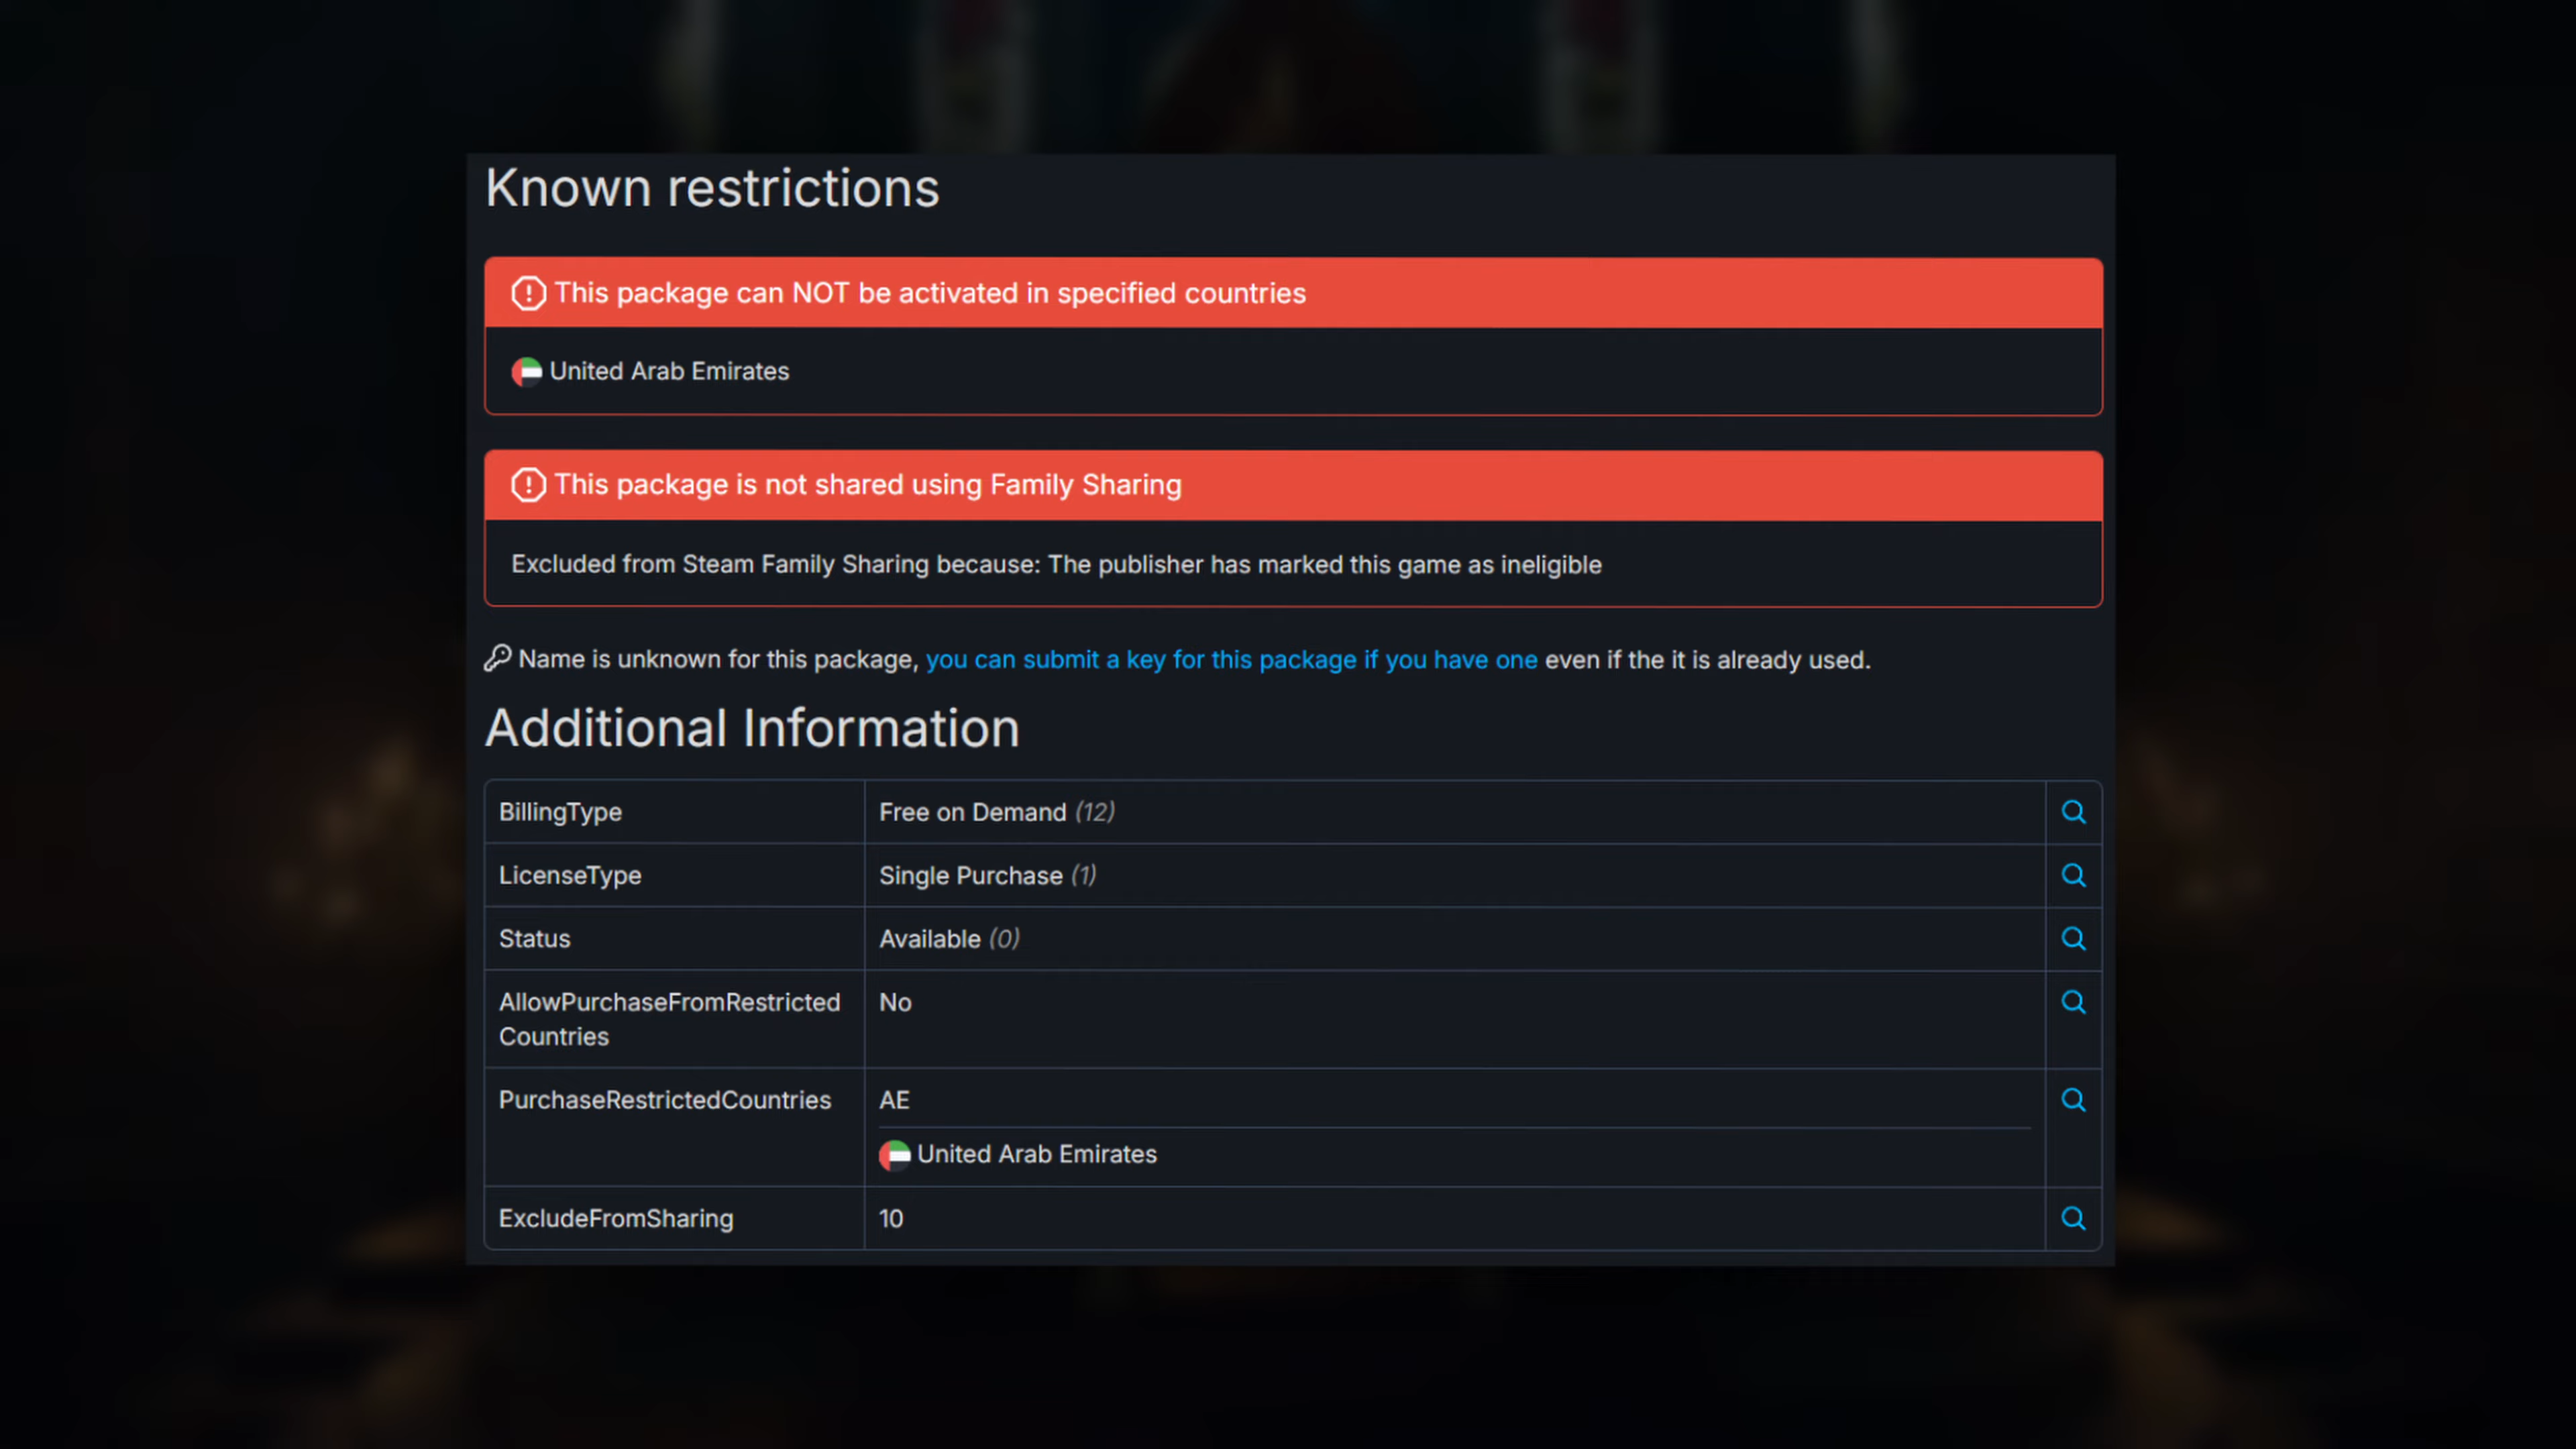 Known restrictions
This package can NOT be activated in specified countries
United Arab Emirates
This package is not shared using Family Sharing
Excluded from Steam Family Sharing because: The publisher has marked this game as ineligible
Name is unknown for this package, you can submit a key for this package if you have one even if the it is already used.
Additional Information
BillingType Free on Demand (12)
LicenseType Single Purchase (1)
Status Available (0)
AllowPurchaseFromRestricted No
Countries
PurchaseRestrictedCountries AE
United Arab Emirates
ExcludeFromSharing 10